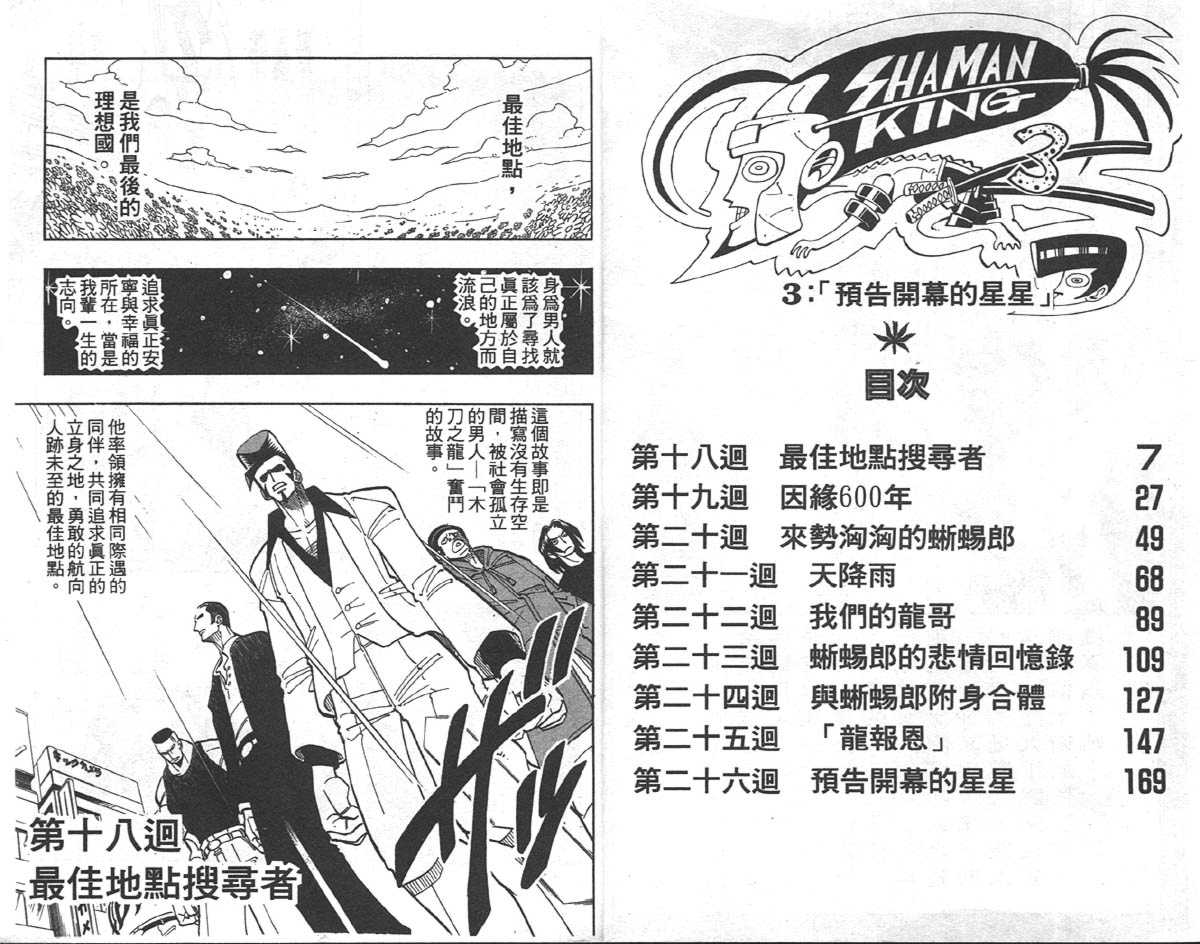 SHAMAN
KING
3
3:「預告開幕的星星」
目次
第十八迴 最佳地點搜尋者 7
第十九迴 因緣600年 27
第二十迴 來勢洶洶的蜥蜴郎 49
第二十一迴 天降雨 68
第二十二迴 我們的龍哥 89
第二十三迴 蜥蜴郎的悲情回憶錄 109
第二十四迴 與蜥蜴郎附身合體 127
第二十五迴 「龍報恩」 147
第二十六迴 預告開幕的星星 169
最佳地點，
是我們最後的
理想國。
身為男人就
該為了尋找
真正屬於自
己的地方而
流浪。
追求真正安
寧與幸福的
所在，當是
我輩一生的
志向。
這個故事即是
描寫沒有生存空
間，被社會孤立
的男人—「木
刀之龍」奮鬥
的故事。
他率領擁有相同際遇的
同伴，共同追求真正的
立身之地，勇敢的航向
人跡未至的最佳地點。
ザッ
第十八迴
最佳地點搜尋者